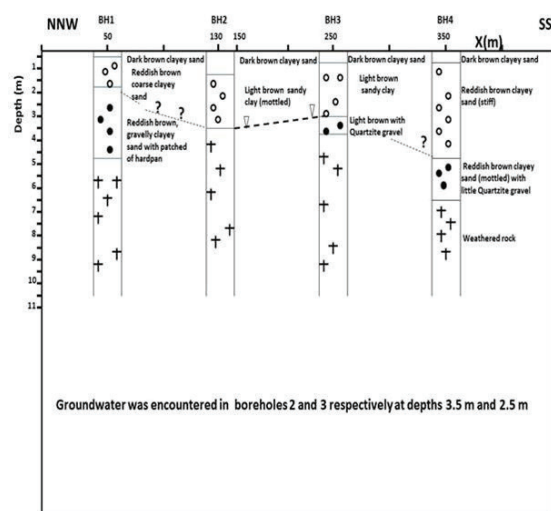 NNW
BH1
BH2
BH3
BH4
SS
50
130
150
250
350
X(m)
Depth (m)
1
2
3
4
5
6
7
8
9
10
11
Dark brown clayey sand
Reddish brown
coarse clayey
sand
Reddish brown,
gravelly clayey
sand with patched
of hardpan
?
?
Dark brown clayey sand
Light brown sandy
clay (mottled)
Dark brown clayey sand
Light brown
sandy clay
Light brown with
Quartzite gravel
?
Dark brown clayey sand
Reddish brown clayey
sand (stiff)
Reddish brown clayey
sand (mottled) with
little Quartzite gravel
Weathered rock
Groundwater was encountered in boreholes 2 and 3 respectively at depths 3.5 m and 2.5 m